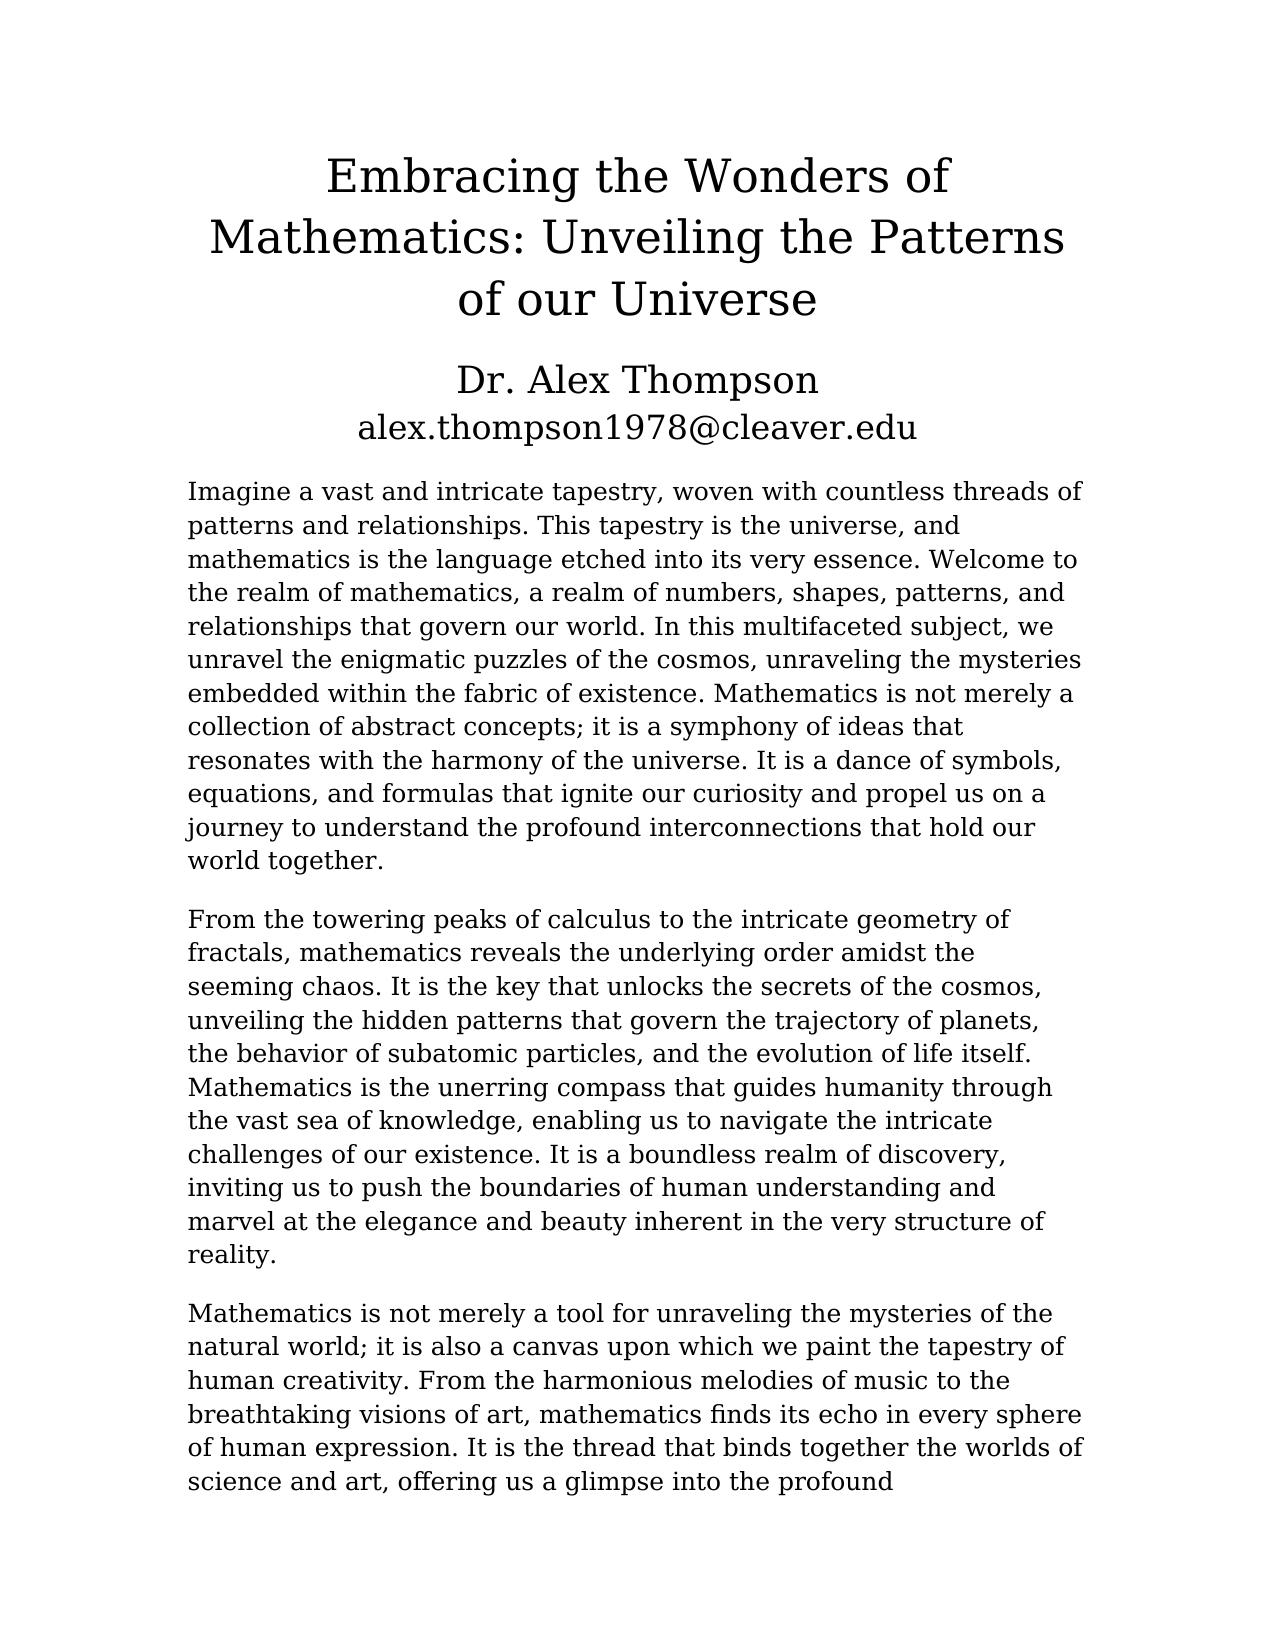 Embracing the Wonders of
Mathematics: Unveiling the Patterns
of our Universe
Dr. Alex Thompson
alex.thompson1978@cleaver.edu
Imagine a vast and intricate tapestry, woven with countless threads of
patterns and relationships. This tapestry is the universe, and
mathematics is the language etched into its very essence. Welcome to
the realm of mathematics, a realm of numbers, shapes, patterns, and
relationships that govern our world. In this multifaceted subject, we
unravel the enigmatic puzzles of the cosmos, unraveling the mysteries
embedded within the fabric of existence. Mathematics is not merely a
collection of abstract concepts; it is a symphony of ideas that
resonates with the harmony of the universe. It is a dance of symbols,
equations, and formulas that ignite our curiosity and propel us on a
journey to understand the profound interconnections that hold our
world together.
From the towering peaks of calculus to the intricate geometry of
fractals, mathematics reveals the underlying order amidst the
seeming chaos. It is the key that unlocks the secrets of the cosmos,
unveiling the hidden patterns that govern the trajectory of planets,
the behavior of subatomic particles, and the evolution of life itself.
Mathematics is the unerring compass that guides humanity through
the vast sea of knowledge, enabling us to navigate the intricate
challenges of our existence. It is a boundless realm of discovery,
inviting us to push the boundaries of human understanding and
marvel at the elegance and beauty inherent in the very structure of
reality.
Mathematics is not merely a tool for unraveling the mysteries of the
natural world; it is also a canvas upon which we paint the tapestry of
human creativity. From the harmonious melodies of music to the
breathtaking visions of art, mathematics finds its echo in every sphere
of human expression. It is the thread that binds together the worlds of
science and art, offering us a glimpse into the profound